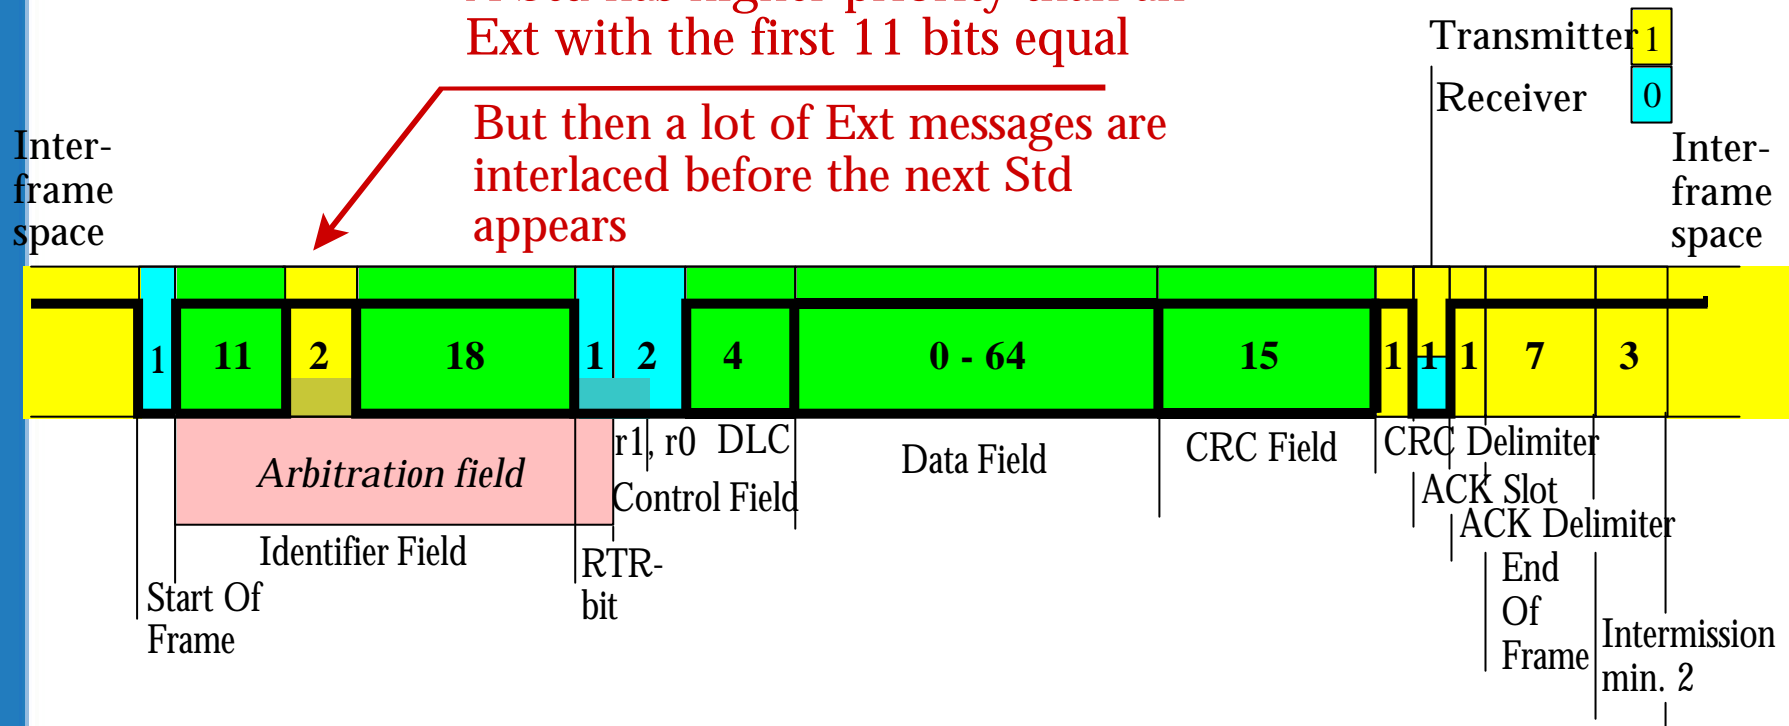 Ext with the first 11 bits equal
But then a lot of Ext messages are
interlaced before the next Std
appears
Transmitter 1
Receiver 0
Inter-
frame
space
Inter-
frame
space
1 11 2 18 1 2 4 0 - 64 15 1 1 1 7 3
Arbitration field
r1, r0 DLC
Control Field
Data Field
CRC Field
CRC Delimiter
ACK Slot
ACK Delimiter
Identifier Field
RTR-
bit
Start Of
Frame
End
Of
Frame
Intermission
min. 2